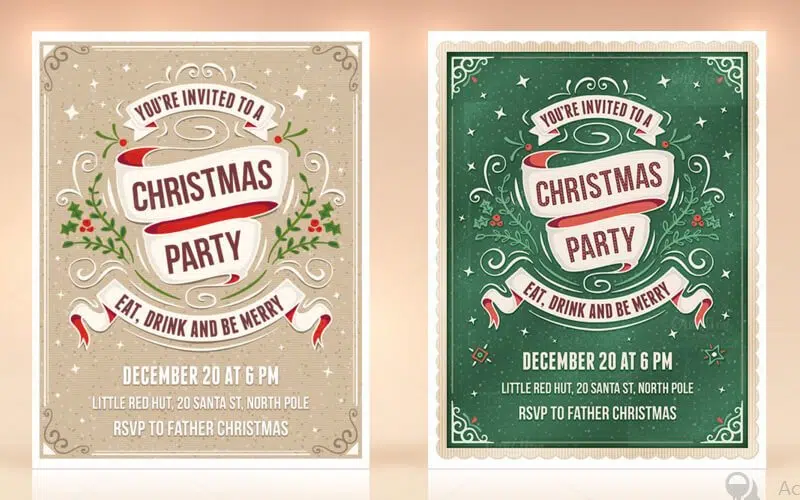 YOU'RE INVITED TO A
CHRISTMAS
PARTY
EAT, DRINK AND BE MERRY
DECEMBER 20 AT 6 PM
LITTLE RED HUT, 20 SANTA ST, NORTH POLE
RSVP TO FATHER CHRISTMAS
YOU'RE INVITED TO A
CHRISTMAS
PARTY
EAT, DRINK AND BE MERRY
DECEMBER 20 AT 6 PM
LITTLE RED HUT, 20 SANTA ST, NORTH POLE
RSVP TO FATHER CHRISTMAS
Ac